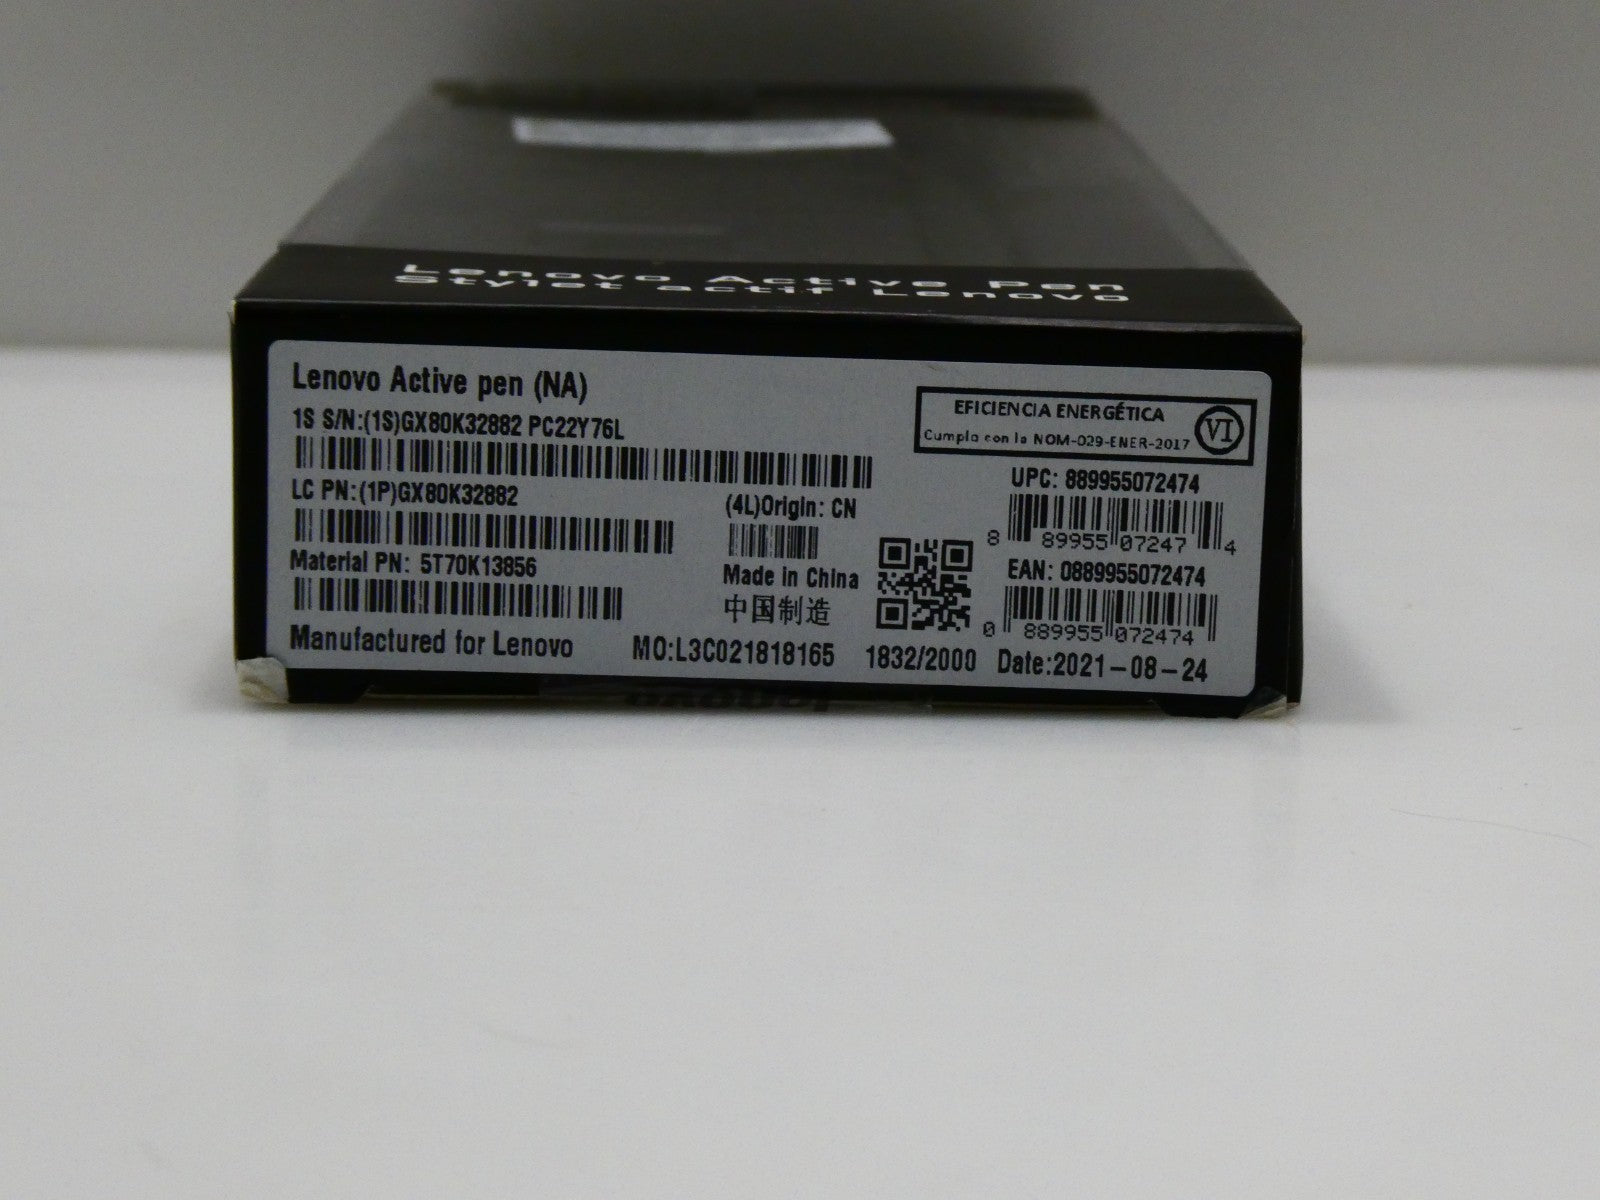 Lenovo Active Pen
Stylet actif Lenovo
Lenovo Active pen (NA)
1S S/N:(1S)GX80K32882 PC22Y76L
LC PN:(1P)GX80K32882
Material PN: 5T70K13856
Manufactured for Lenovo
(4L)Origin: CN
Made in China
中国制造
MO:L3C021818165
1832/2000
EFICIENCIA ENERGÉTICA
Cumple con la NOM-029-ENER-2017
VI
UPC: 889955072474
8 89955 07247 4
EAN: 0889955072474
0 889955 072474
Date:2021-08-24